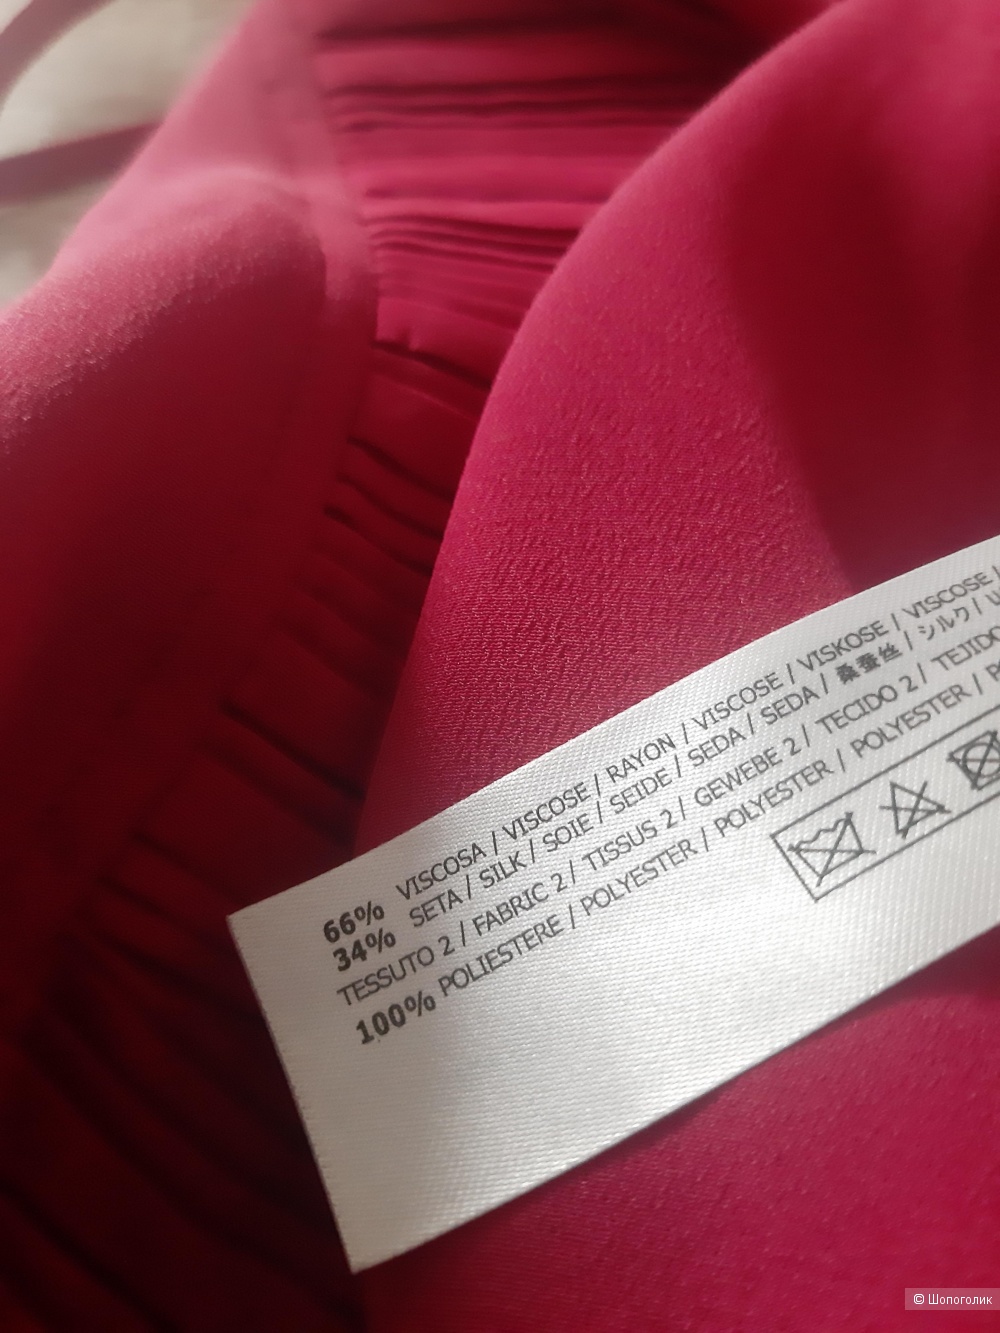 66% VISCOSA / VISCOSE / RAYON / VISCOSE / VISKOSE / VISCOSE /
34% SETA / SILK / SOIE / SEIDE / SEDA / SEDA / 桑蚕丝 / シルク /
TESSUTO 2 / FABRIC 2 / TISSUS 2 / GEWEBE 2 / TECIDO 2 / TEJIDO
100% POLIESTERE / POLYESTER / POLYESTER / POLYESTER /
© Шопоголик